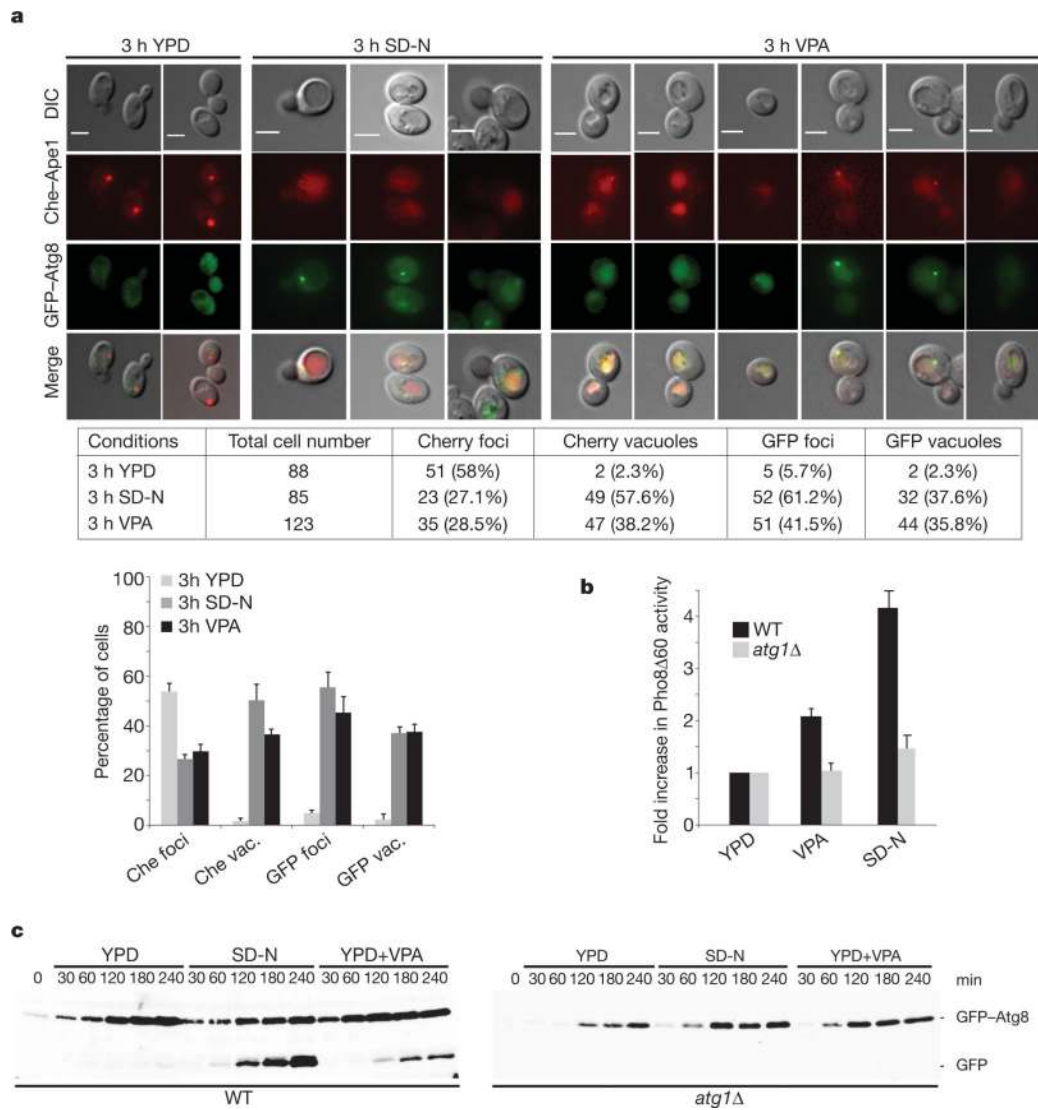 a
3 h YPD 3 h SD-N 3 h VPA
DIC
Che–Ape1
GFP–Atg8
Merge
Conditions Total cell number Cherry foci Cherry vacuoles GFP foci GFP vacuoles
3 h YPD 88 51 (58%) 2 (2.3%) 5 (5.7%) 2 (2.3%)
3 h SD-N 85 23 (27.1%) 49 (57.6%) 52 (61.2%) 32 (37.6%)
3 h VPA 123 35 (28.5%) 47 (38.2%) 51 (41.5%) 44 (35.8%)
Percentage of cells
100
80
60
40
20
0
3h YPD
3h SD-N
3h VPA
Che foci Che vac. GFP foci GFP vac.
b
Fold increase in Pho8Δ60 activity
4
3
2
1
0
WT
atg1Δ
YPD VPA SD-N
c
YPD SD-N YPD+VPA
0 30 60 120 180 240 30 60 120 180 240 30 60 120 180 240
WT
YPD SD-N YPD+VPA
0 30 60 120 180 240 30 60 120 180 240 30 60 120 180 240 min
GFP–Atg8
GFP
atg1Δ